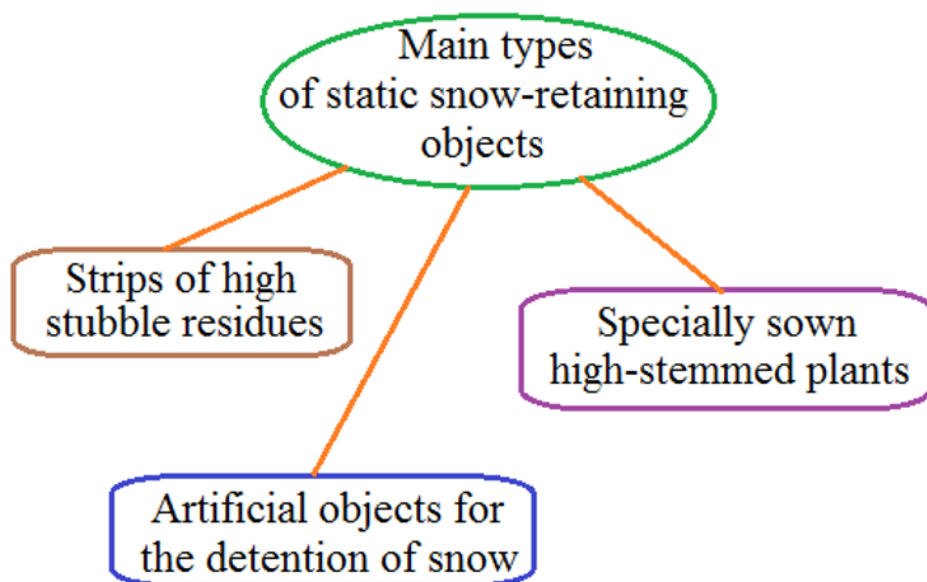 Main types
of static snow-retaining
objects
Strips of high
stubble residues
Specially sown
high-stemmed plants
Artificial objects for
the detention of snow